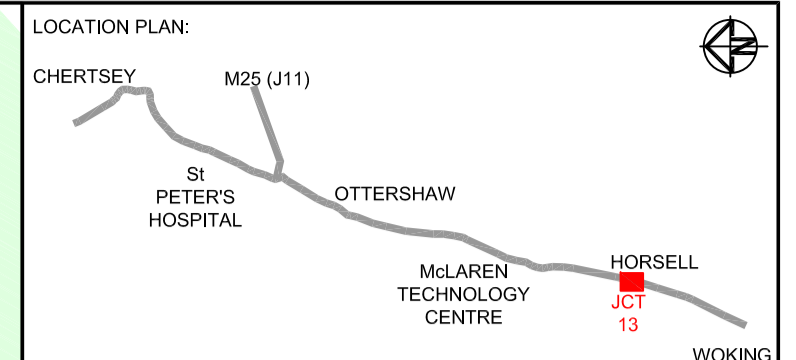 LOCATION PLAN:
N
CHERTSEY
M25 (J11)
St
PETER'S
HOSPITAL
OTTERSHAW
McLAREN
TECHNOLOGY
CENTRE
HORSELL
JCT
13
WOKING